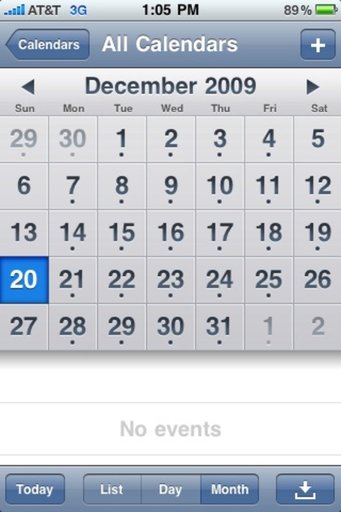 AT&T 3G 1:05 PM 89%
Calendars All Calendars +
December 2009
Sun Mon Tue Wed Thu Fri Sat
29 30 1 2 3 4 5
6 7 8 9 10 11 12
13 14 15 16 17 18 19
20 21 22 23 24 25 26
27 28 29 30 31 1 2
No events
Today List Day Month